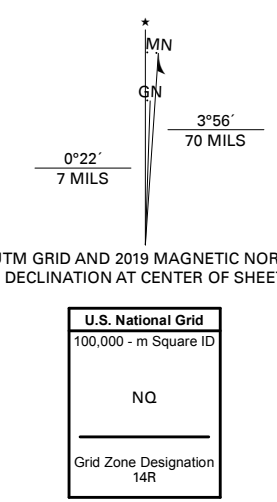 ★
MN
GN
3°56´
70 MILS
0°22´
7 MILS
UTM GRID AND 2019 MAGNETIC NOR
DECLINATION AT CENTER OF SHEET
U.S. National Grid
100,000 - m Square ID
NQ
Grid Zone Designation
14R